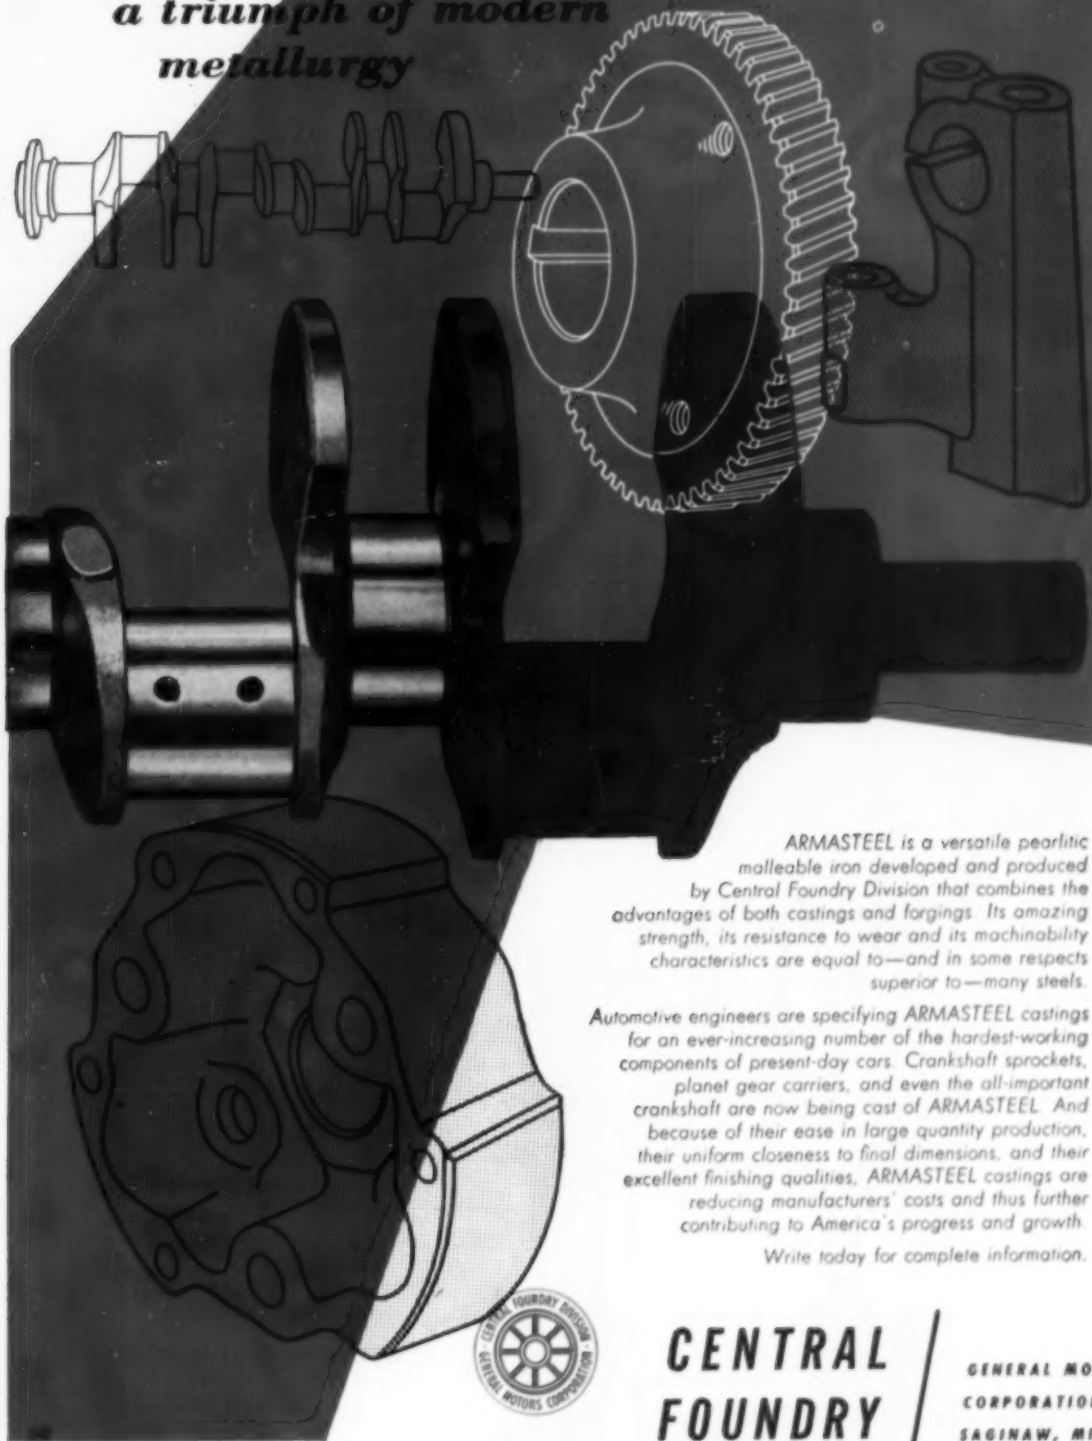 a triumph of modern
metallurgy
ARMASTEEL is a versatile pearlitic
malleable iron developed and produced
by Central Foundry Division that combines the
advantages of both castings and forgings. Its amazing
strength, its resistance to wear and its machinability
characteristics are equal to—and in some respects
superior to—many steels.
Automotive engineers are specifying ARMASTEEL castings
for an ever-increasing number of the hardest-working
components of present-day cars. Crankshaft sprockets,
planet gear carriers, and even the all-important
crankshaft are now being cast of ARMASTEEL. And
because of their ease in large quantity production,
their uniform closeness to final dimensions, and their
excellent finishing qualities, ARMASTEEL castings are
reducing manufacturers' costs and thus further
contributing to America's progress and growth.
Write today for complete information.
CENTRAL FOUNDRY DIVISION
GENERAL MOTORS CORPORATION
CENTRAL
FOUNDRY
GENERAL MO
CORPORATIO
SAGINAW, M